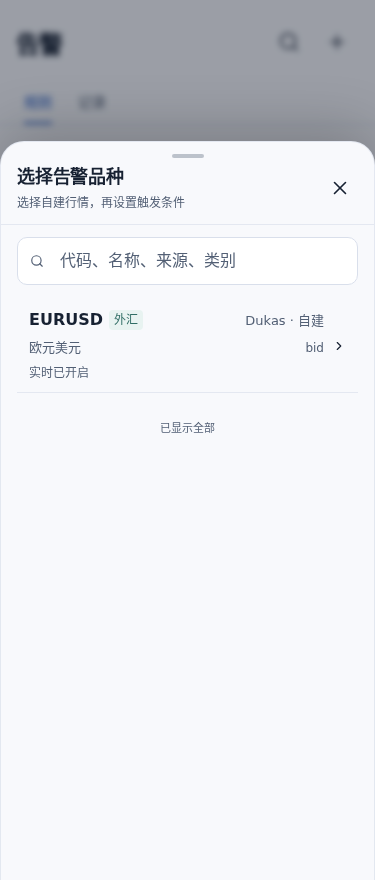 告警
规则
记录
选择告警品种
选择自建行情，再设置触发条件
代码、名称、来源、类别
EURUSD 外汇 Dukas · 自建
欧元美元 bid
实时已开启
已显示全部